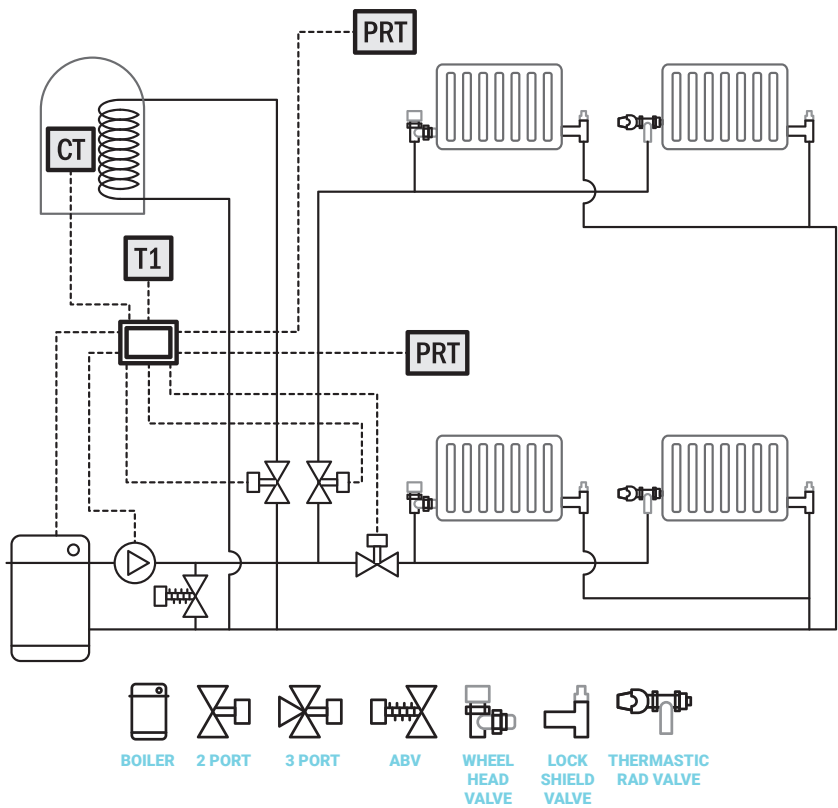 PRT
CT
T1
PRT
BOILER
2 PORT
3 PORT
ABV
WHEEL
HEAD
VALVE
LOCK
SHIELD
VALVE
THERMASTIC
RAD VALVE